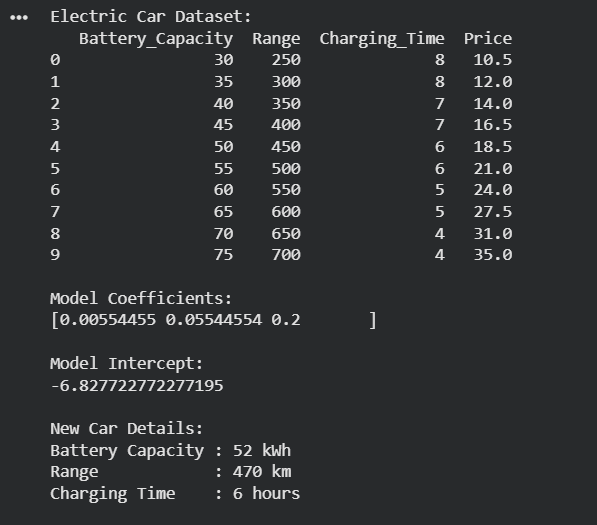 ••• Electric Car Dataset:
   Battery_Capacity  Range  Charging_Time  Price
0                30    250              8   10.5
1                35    300              8   12.0
2                40    350              7   14.0
3                45    400              7   16.5
4                50    450              6   18.5
5                55    500              6   21.0
6                60    550              5   24.0
7                65    600              5   27.5
8                70    650              4   31.0
9                75    700              4   35.0
Model Coefficients:
[0.00554455 0.05544554 0.2       ]
Model Intercept:
-6.827722772277195
New Car Details:
Battery Capacity : 52 kWh
Range            : 470 km
Charging Time    : 6 hours